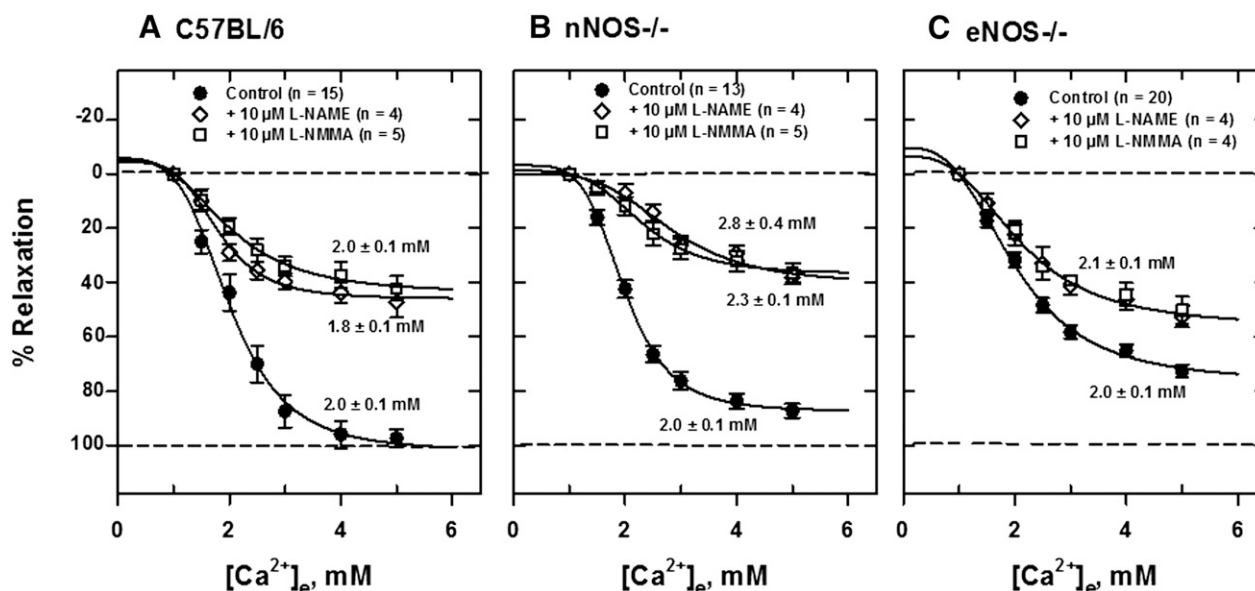 A C57BL/6
B nNOS-/-
C eNOS-/-
Control (n = 15)
+ 10 µM L-NAME (n = 4)
+ 10 µM L-NMMA (n = 5)
Control (n = 13)
+ 10 µM L-NAME (n = 4)
+ 10 µM L-NMMA (n = 5)
Control (n = 20)
+ 10 µM L-NAME (n = 4)
+ 10 µM L-NMMA (n = 4)
% Relaxation
-20
0
20
40
60
80
100
2.0 ± 0.1 mM
1.8 ± 0.1 mM
2.0 ± 0.1 mM
2.8 ± 0.4 mM
2.3 ± 0.1 mM
2.0 ± 0.1 mM
2.1 ± 0.1 mM
2.0 ± 0.1 mM
0 2 4 6
0 2 4 6
0 2 4 6
[Ca²⁺]ₑ, mM
[Ca²⁺]ₑ, mM
[Ca²⁺]ₑ, mM